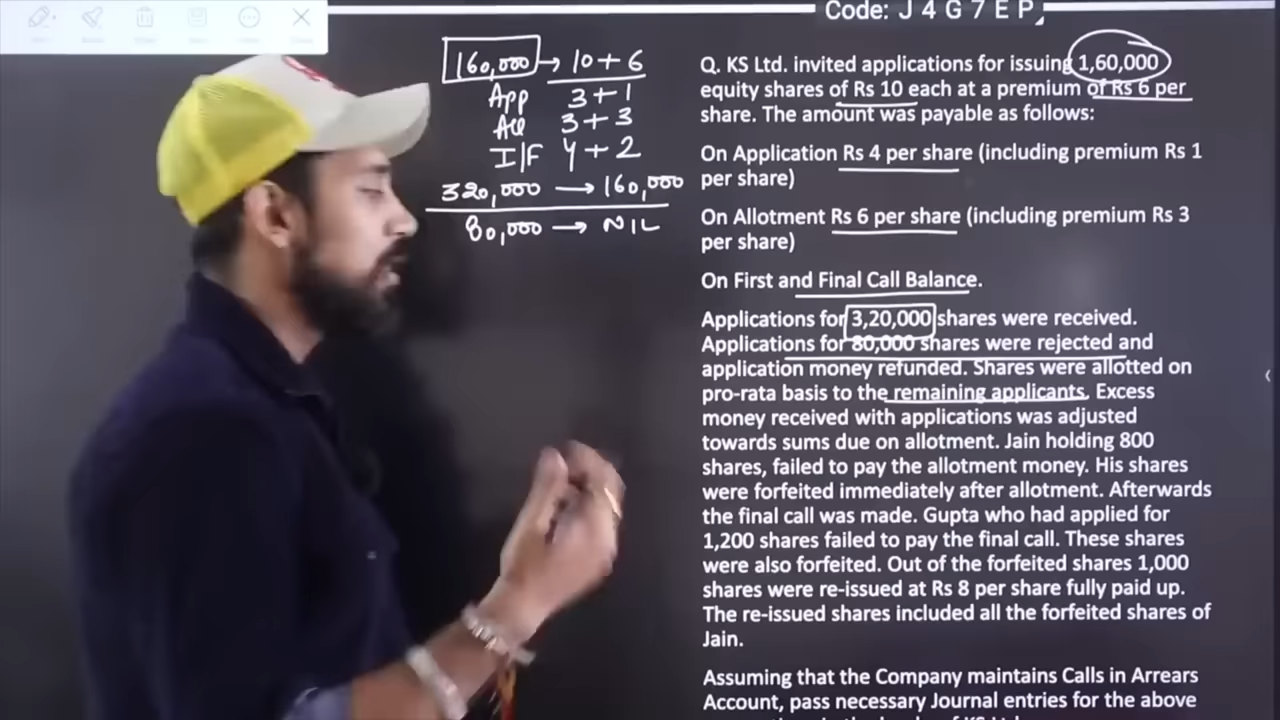 Code: J 4 G 7 E P
160,000 → 10 + 6
App 3 + 1
All 3 + 3
I/F 4 + 2
320,000 → 160,000
80,000 → NIL
Q. KS Ltd. invited applications for issuing 1,60,000
equity shares of Rs 10 each at a premium of Rs 6 per
share. The amount was payable as follows:
On Application Rs 4 per share (including premium Rs 1
per share)
On Allotment Rs 6 per share (including premium Rs 3
per share)
On First and Final Call Balance.
Applications for 3,20,000 shares were received.
Applications for 80,000 shares were rejected and
application money refunded. Shares were allotted on
pro-rata basis to the remaining applicants. Excess
money received with applications was adjusted
towards sums due on allotment. Jain holding 800
shares, failed to pay the allotment money. His shares
were forfeited immediately after allotment. Afterwards
the final call was made. Gupta who had applied for
1,200 shares failed to pay the final call. These shares
were also forfeited. Out of the forfeited shares 1,000
shares were re-issued at Rs 8 per share fully paid up.
The re-issued shares included all the forfeited shares of
Jain.
Assuming that the Company maintains Calls in Arrears
Account, pass necessary Journal entries for the above